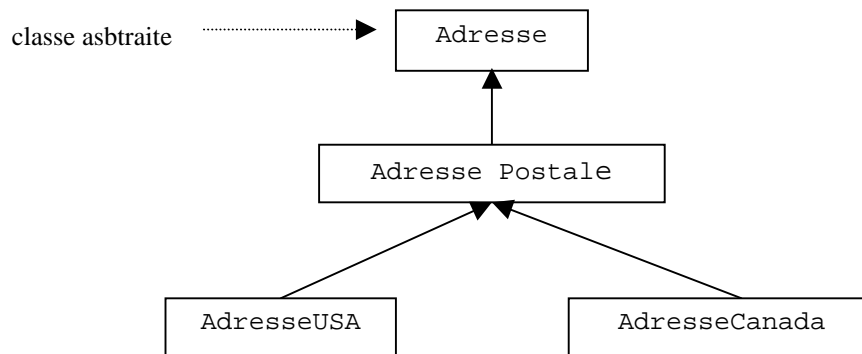 classe asbtraite
Adresse
Adresse Postale
AdresseUSA
AdresseCanada